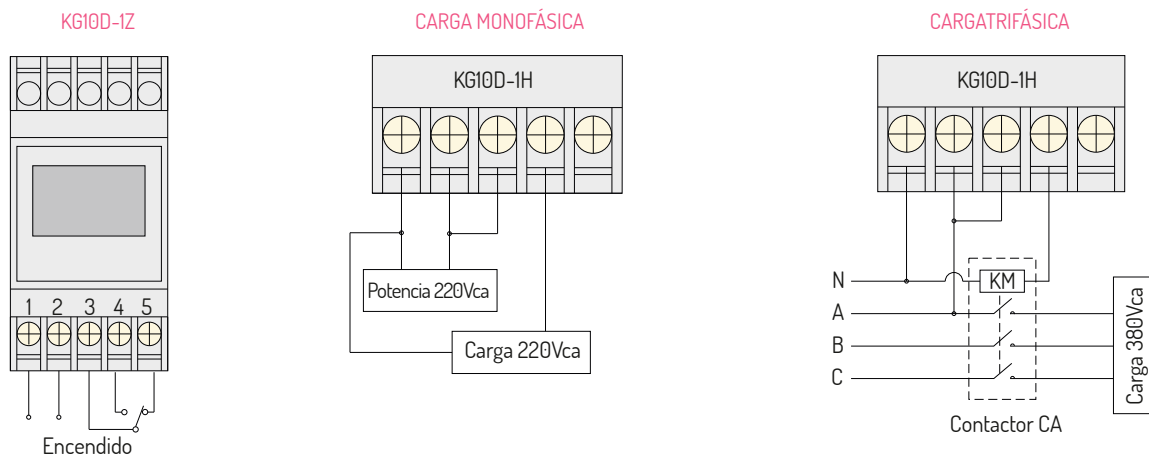 KG10D-1Z
1 2 3 4 5
Encendido
CARGA MONOFÁSICA
KG10D-1H
Potencia 220Vca
Carga 220Vca
CARGATRIFÁSICA
KG10D-1H
N
KM
A
B
C
Carga 380Vca
Contactor CA